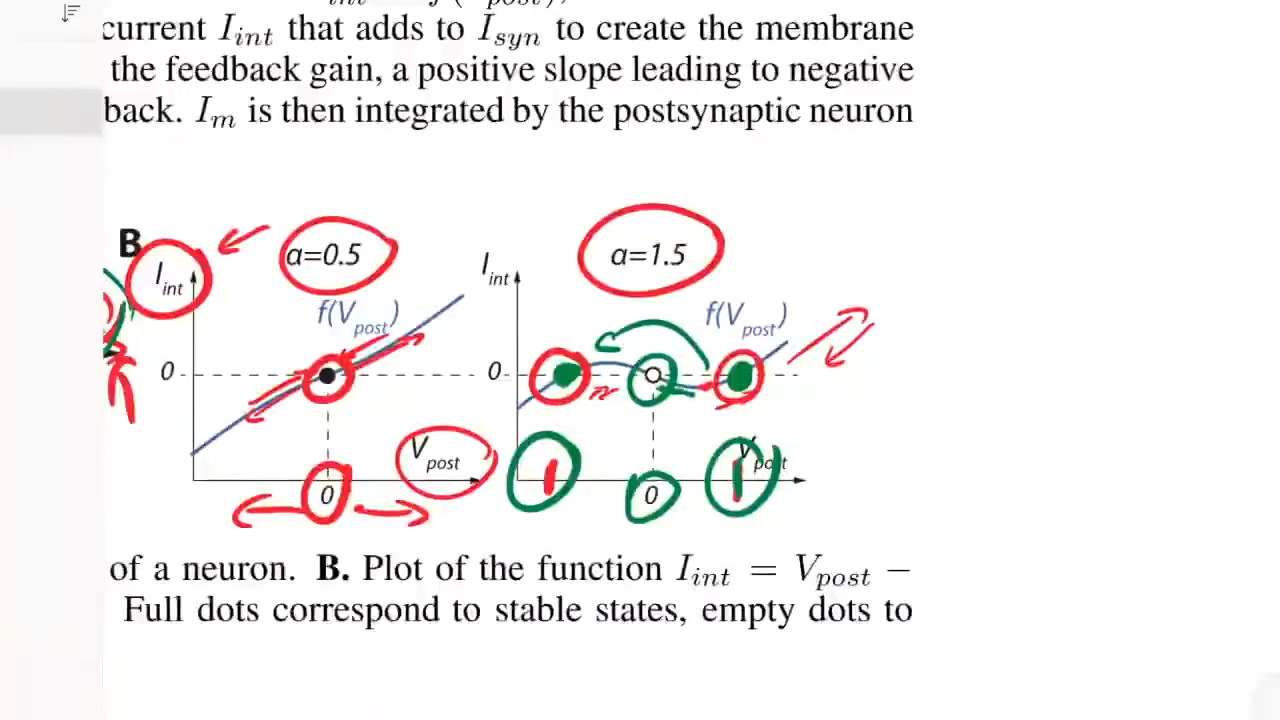 current I_int that adds to I_syn to create the membrane
the feedback gain, a positive slope leading to negative
back. I_m is then integrated by the postsynaptic neuron
B
I_int
a=0.5
f(V_post)
0
V_post
0
I_int
a=1.5
f(V_post)
0
V_post
0
of a neuron. B. Plot of the function I_int = V_post −
Full dots correspond to stable states, empty dots to